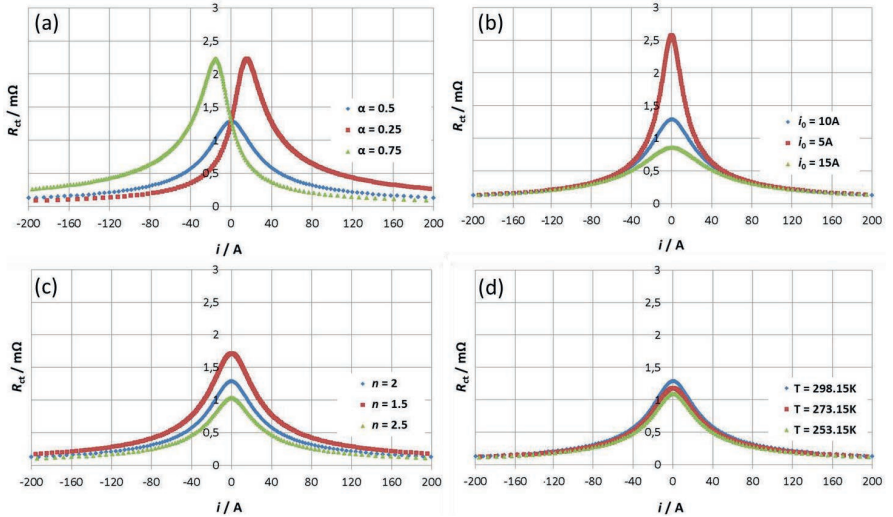 (a)
3
2,5
2
1,5
1
0,5
0
-200 -160 -120 -80 -40 0 40 80 120 160 200
R_ct / mΩ
i / A
α = 0.5
α = 0.25
α = 0.75
(b)
3
2,5
2
1,5
1
0,5
0
-200 -160 -120 -80 -40 0 40 80 120 160 200
R_ct / mΩ
i / A
i_0 = 10A
i_0 = 5A
i_0 = 15A
(c)
3
2,5
2
1,5
1
0,5
0
-200 -160 -120 -80 -40 0 40 80 120 160 200
R_ct / mΩ
i / A
n = 2
n = 1.5
n = 2.5
(d)
3
2,5
2
1,5
1
0,5
0
-200 -160 -120 -80 -40 0 40 80 120 160 200
R_ct / mΩ
i / A
T = 298.15K
T = 273.15K
T = 253.15K